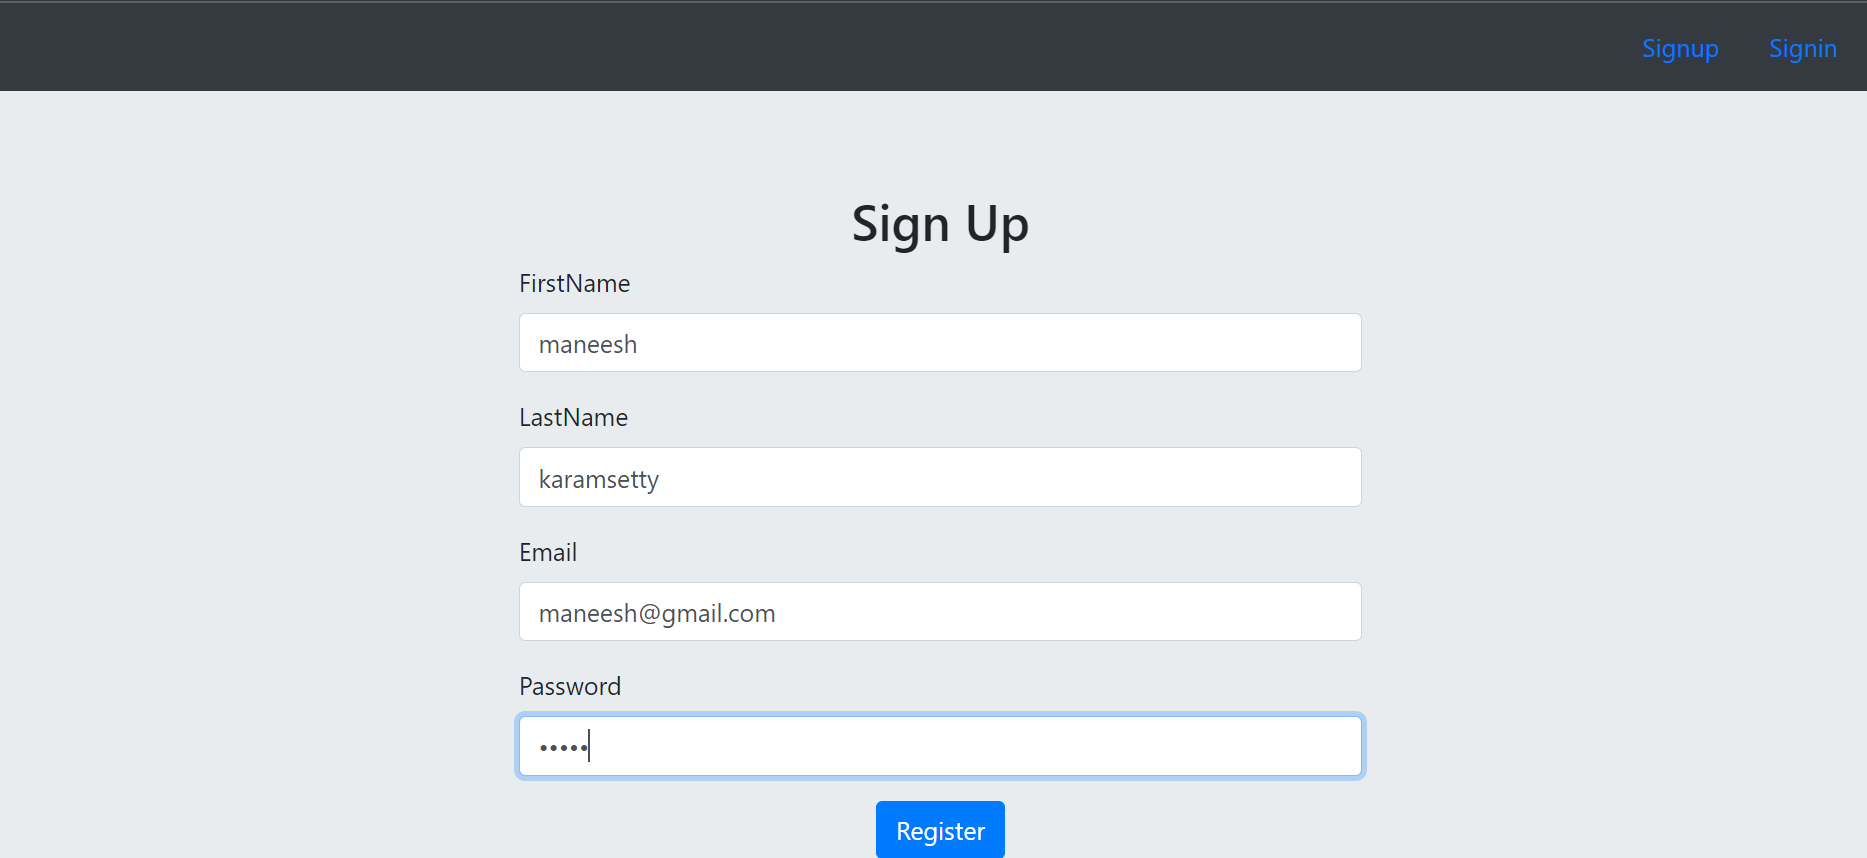 Signup Signin
Sign Up
FirstName
maneesh
LastName
karamsetty
Email
maneesh@gmail.com
Password
•••••
Register